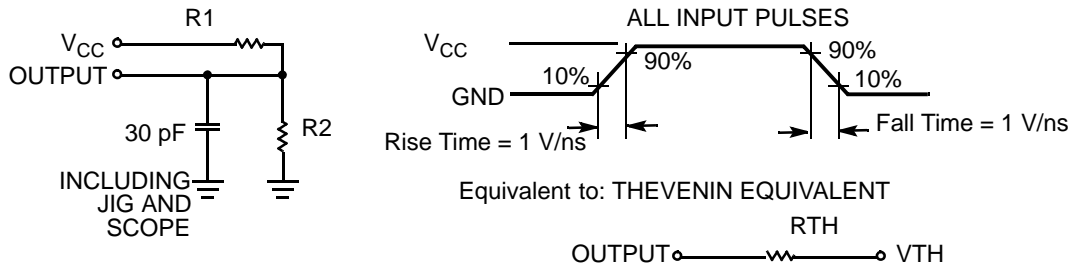 R1
VCC
OUTPUT
30 pF
R2
INCLUDING
JIG AND
SCOPE
ALL INPUT PULSES
VCC
GND
10%
90%
90%
10%
Rise Time = 1 V/ns
Fall Time = 1 V/ns
Equivalent to: THEVENIN EQUIVALENT
RTH
OUTPUT
VTH